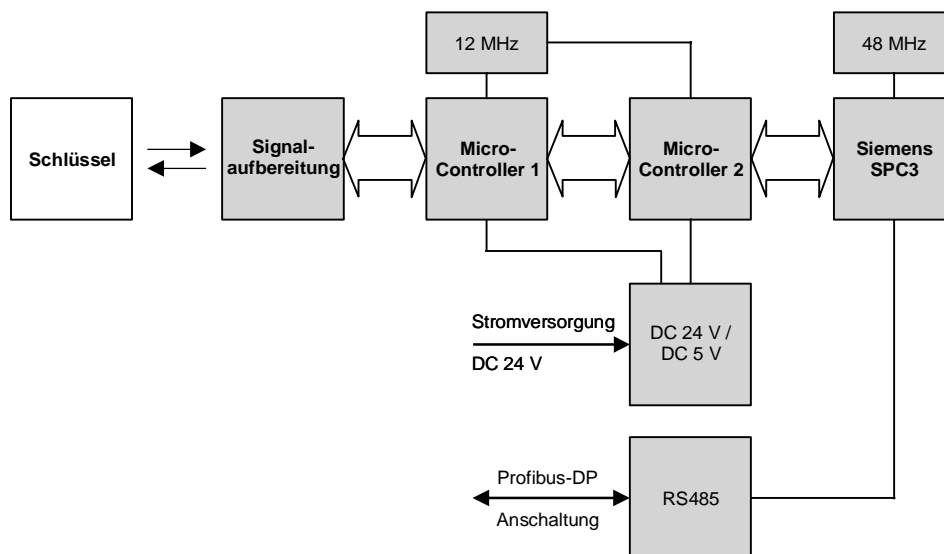 12 MHz
48 MHz
Schlüssel
Signal-
aufbereitung
Micro-
Controller 1
Micro-
Controller 2
Siemens
SPC3
Stromversorgung
DC 24 V
DC 24 V /
DC 5 V
Profibus-DP
Anschaltung
RS485